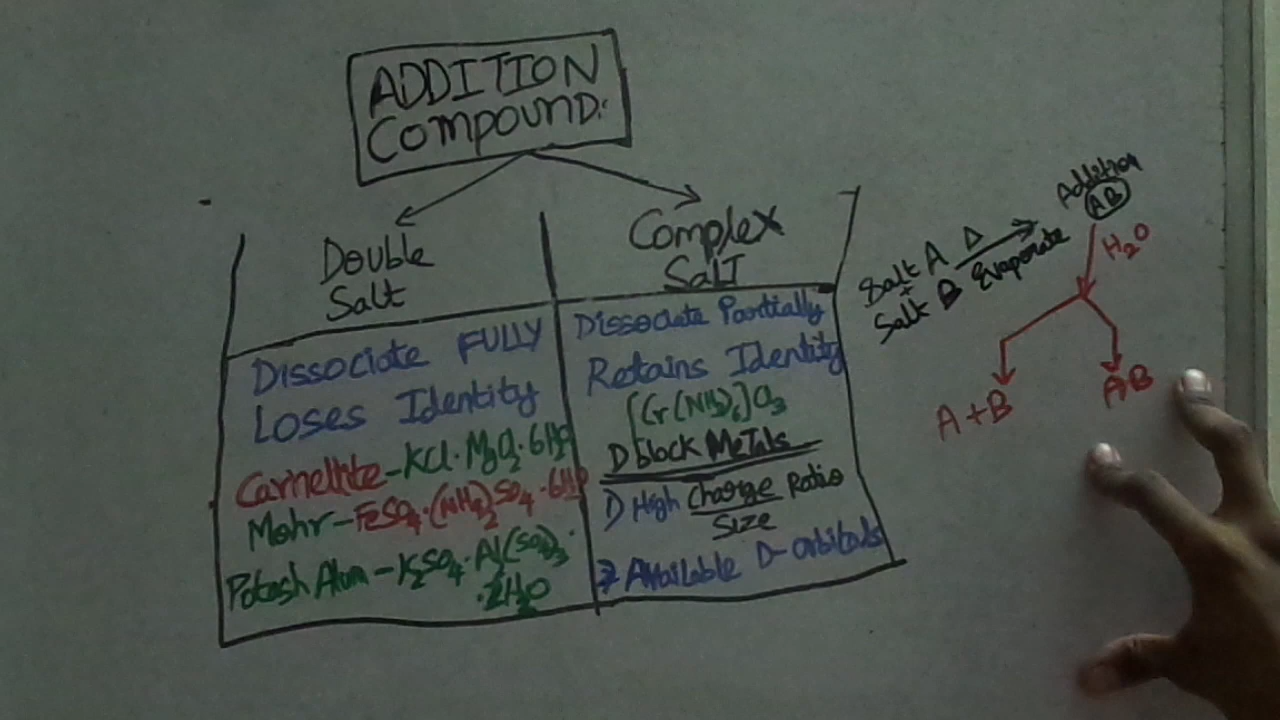 ADDITION
COMPOUND.
Double
Salt
Complex
Salt
Dissociate FULLY
Loses Identity
Carnellite-KCl.MgCl2.6H2O
Mohr-FeSO4.(NH4)2SO4.6H2O
Potash Alum-K2SO4.Al2(SO4)3.
Dissociate Partially
Retains Identity
[Cr(NH3)6]Cl3
D block Metals
1) High Charge Ratio
Size
2 Available D-orbitals
Addition
AB
Salt A Δ
+
Salt B Evaporate
H2O
A+B
AB